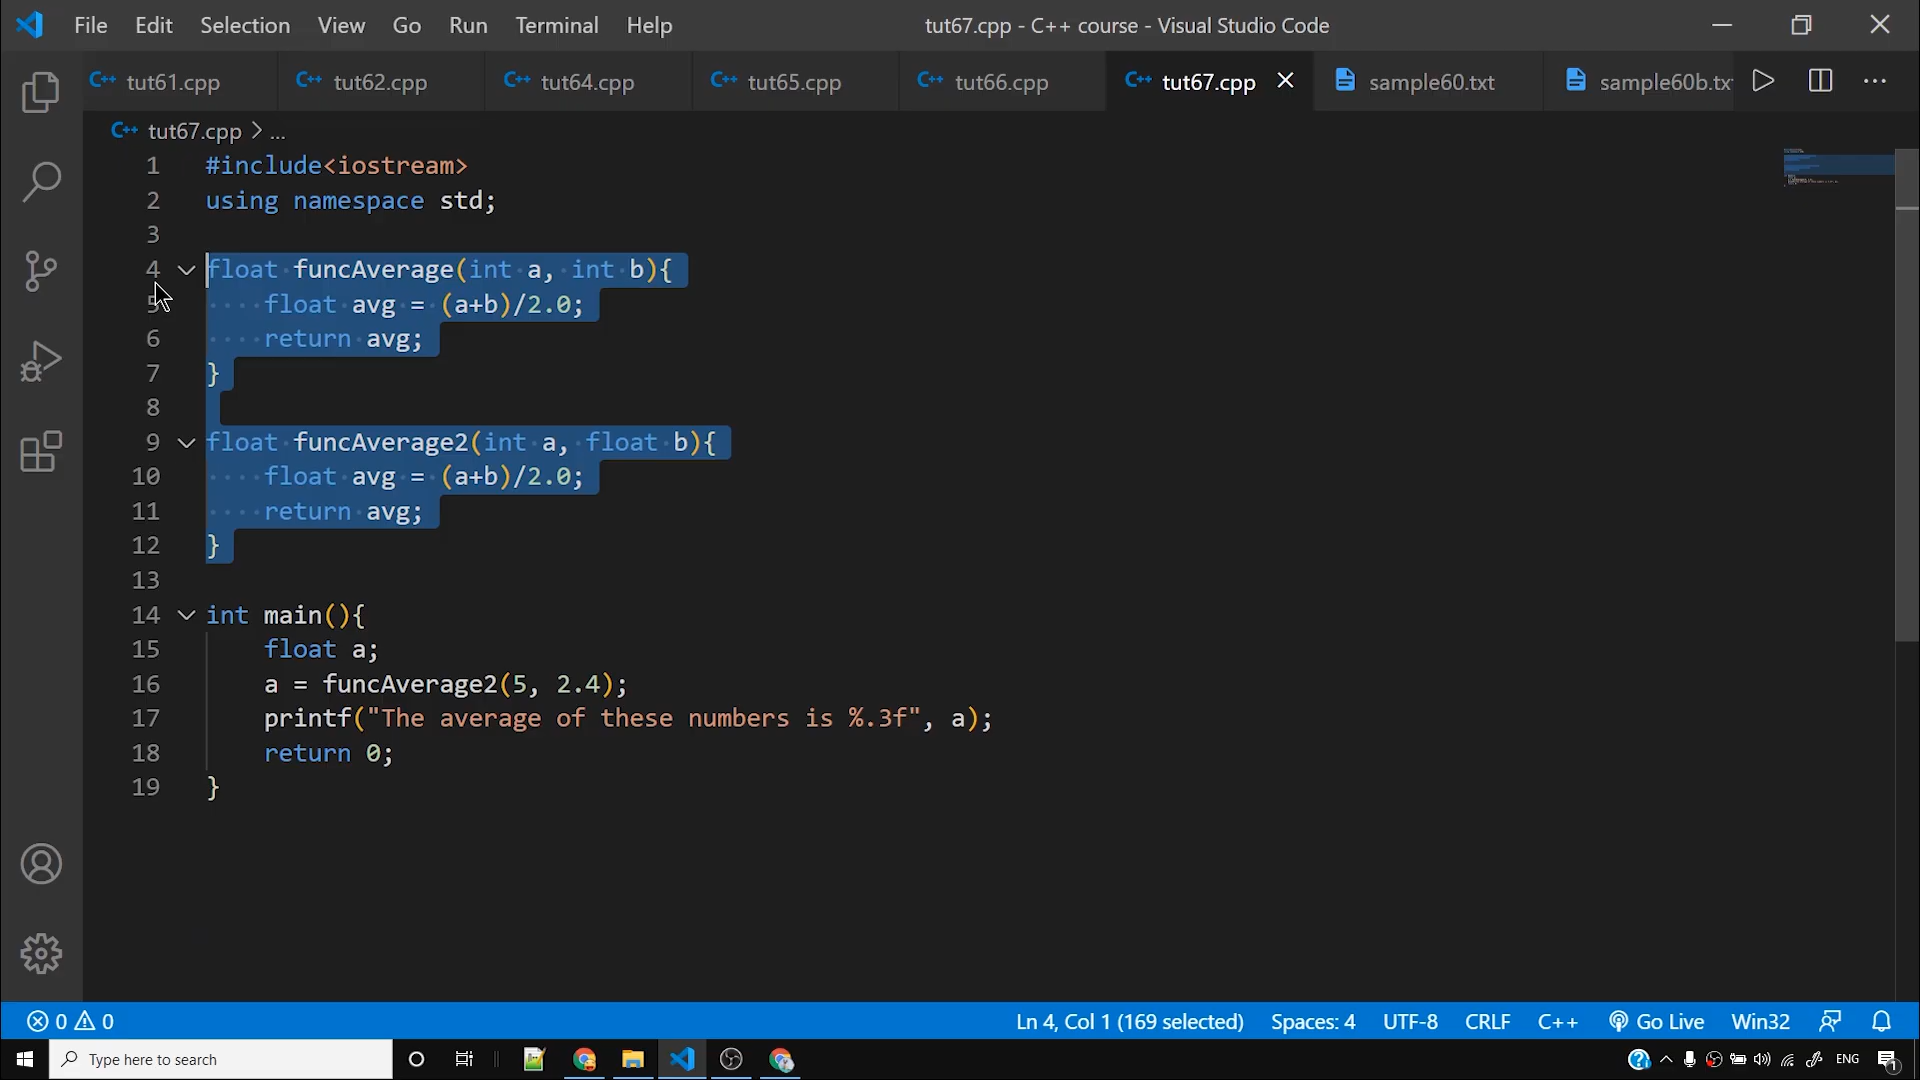 File Edit Selection View Go Run Terminal Help tut67.cpp - C++ course - Visual Studio Code
C++ tut61.cpp C++ tut62.cpp C++ tut64.cpp C++ tut65.cpp C++ tut66.cpp C++ tut67.cpp sample60.txt sample60b.tx
C++ tut67.cpp > ...
1 #include<iostream>
2 using namespace std;
3
4 float funcAverage(int a, int b){
5 float avg = (a+b)/2.0;
6 return avg;
7 }
8
9 float funcAverage2(int a, float b){
10 float avg = (a+b)/2.0;
11 return avg;
12 }
13
14 int main(){
15 float a;
16 a = funcAverage2(5, 2.4);
17 printf("The average of these numbers is %.3f", a);
18 return 0;
19 }
0 0 Ln 4, Col 1 (169 selected) Spaces: 4 UTF-8 CRLF C++ Go Live Win32
Type here to search ENG 1